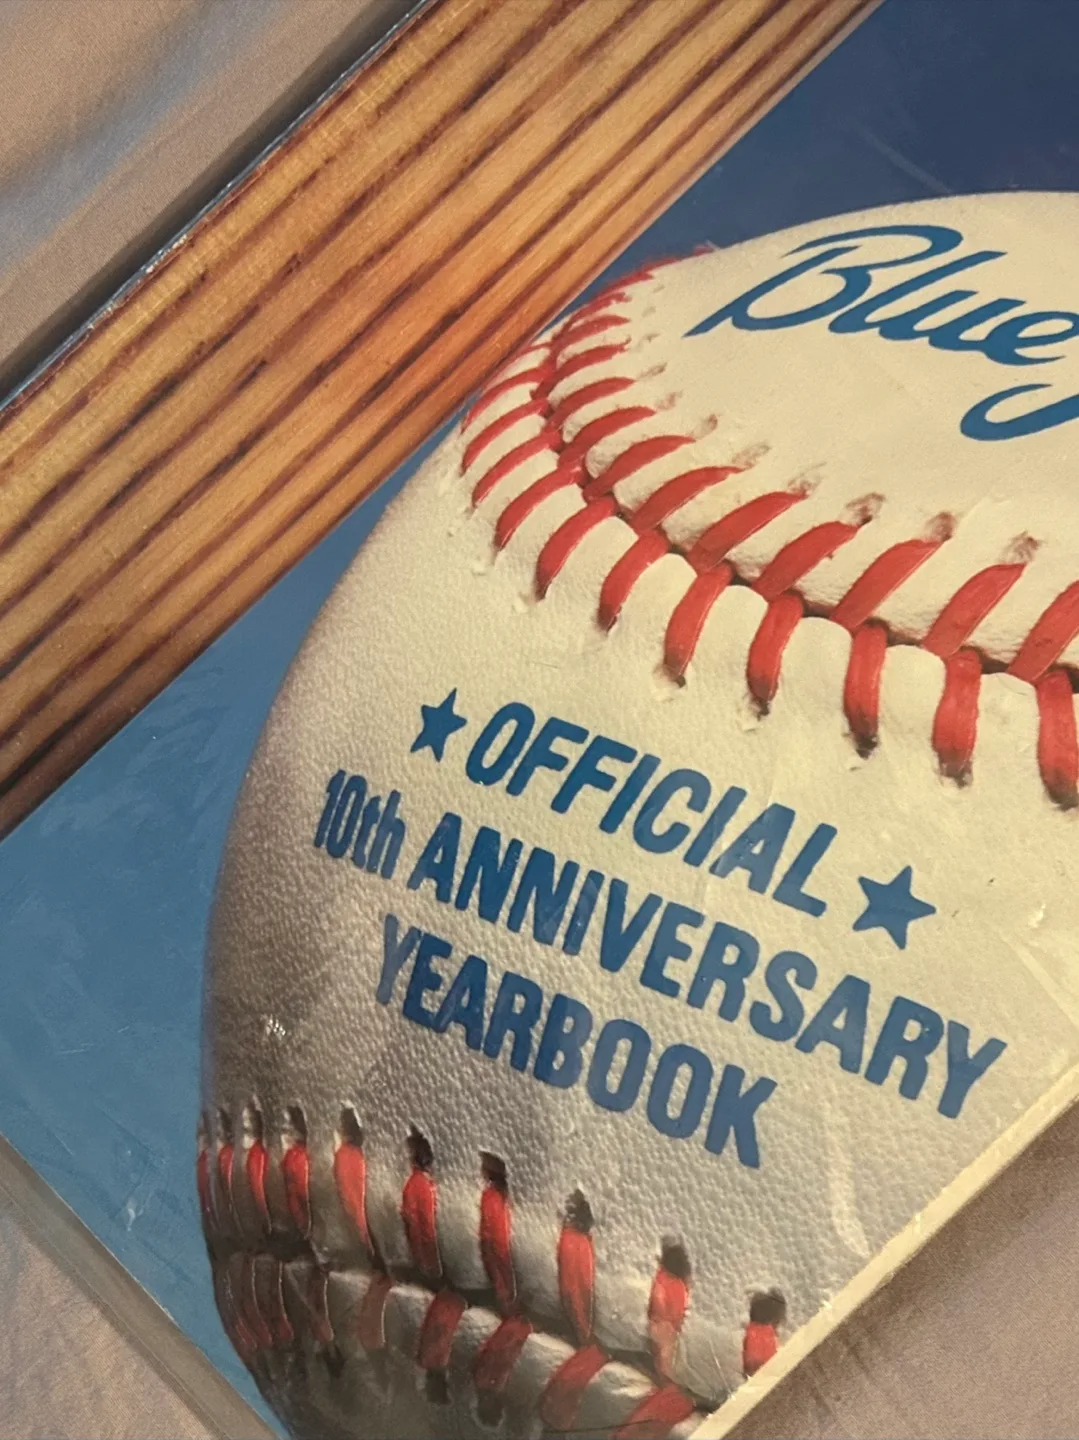 Blue J
★ OFFICIAL ★
10th ANNIVERSARY
YEARBOOK